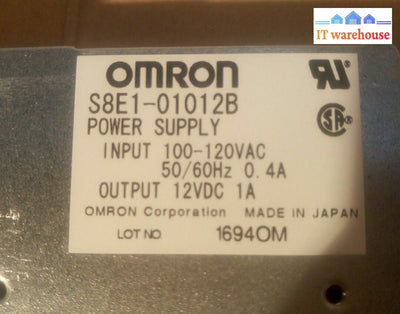 IT warehouse
OMRON
S8E1-01012B
POWER SUPPLY
INPUT 100-120VAC
50/60Hz 0.4A
OUTPUT 12VDC 1A
OMRON Corporation MADE IN JAPAN
LOT NO. 1694OM